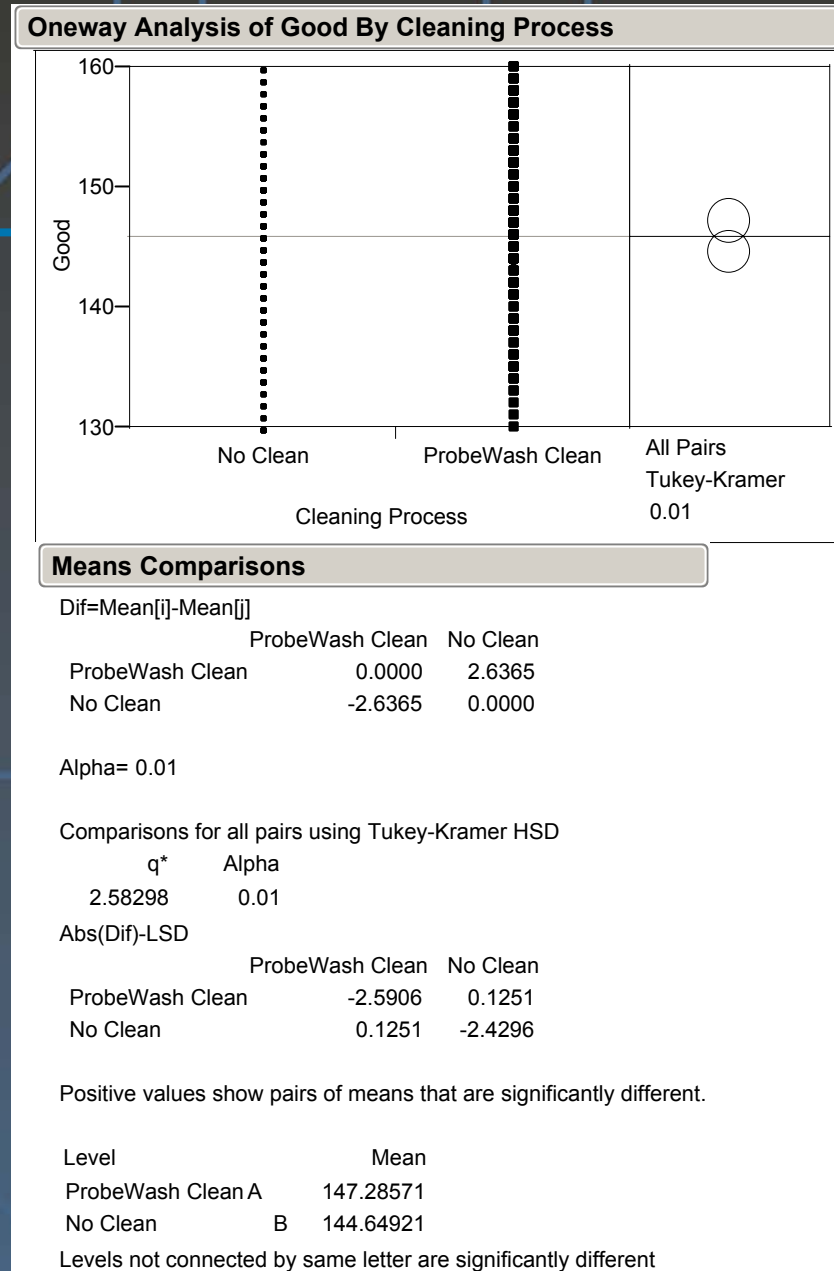 Oneway Analysis of Good By Cleaning Process
160
150
140
130
Good
No Clean ProbeWash Clean All Pairs
Tukey-Kramer
0.01
Cleaning Process
Means Comparisons
Dif=Mean[i]-Mean[j]
ProbeWash Clean No Clean
ProbeWash Clean 0.0000 2.6365
No Clean -2.6365 0.0000
Alpha= 0.01
Comparisons for all pairs using Tukey-Kramer HSD
q* Alpha
2.58298 0.01
Abs(Dif)-LSD
ProbeWash Clean No Clean
ProbeWash Clean -2.5906 0.1251
No Clean 0.1251 -2.4296
Positive values show pairs of means that are significantly different.
Level Mean
ProbeWash Clean A 147.28571
No Clean B 144.64921
Levels not connected by same letter are significantly different